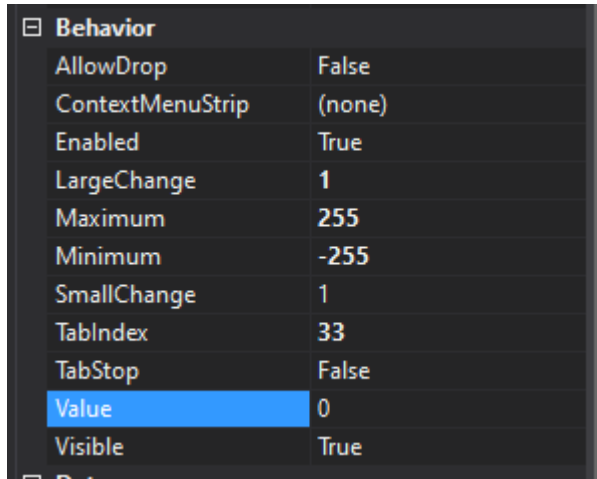 Behavior
AllowDrop False
ContextMenuStrip (none)
Enabled True
LargeChange 1
Maximum 255
Minimum -255
SmallChange 1
TabIndex 33
TabStop False
Value 0
Visible True